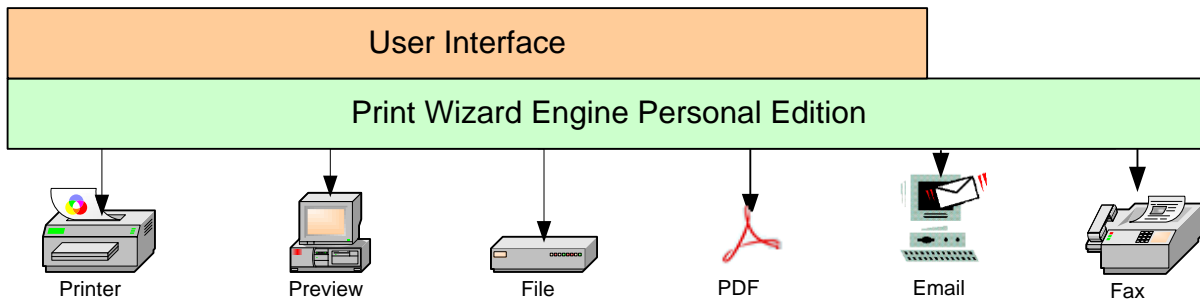 User Interface
Print Wizard Engine Personal Edition
Printer Preview File PDF Email Fax